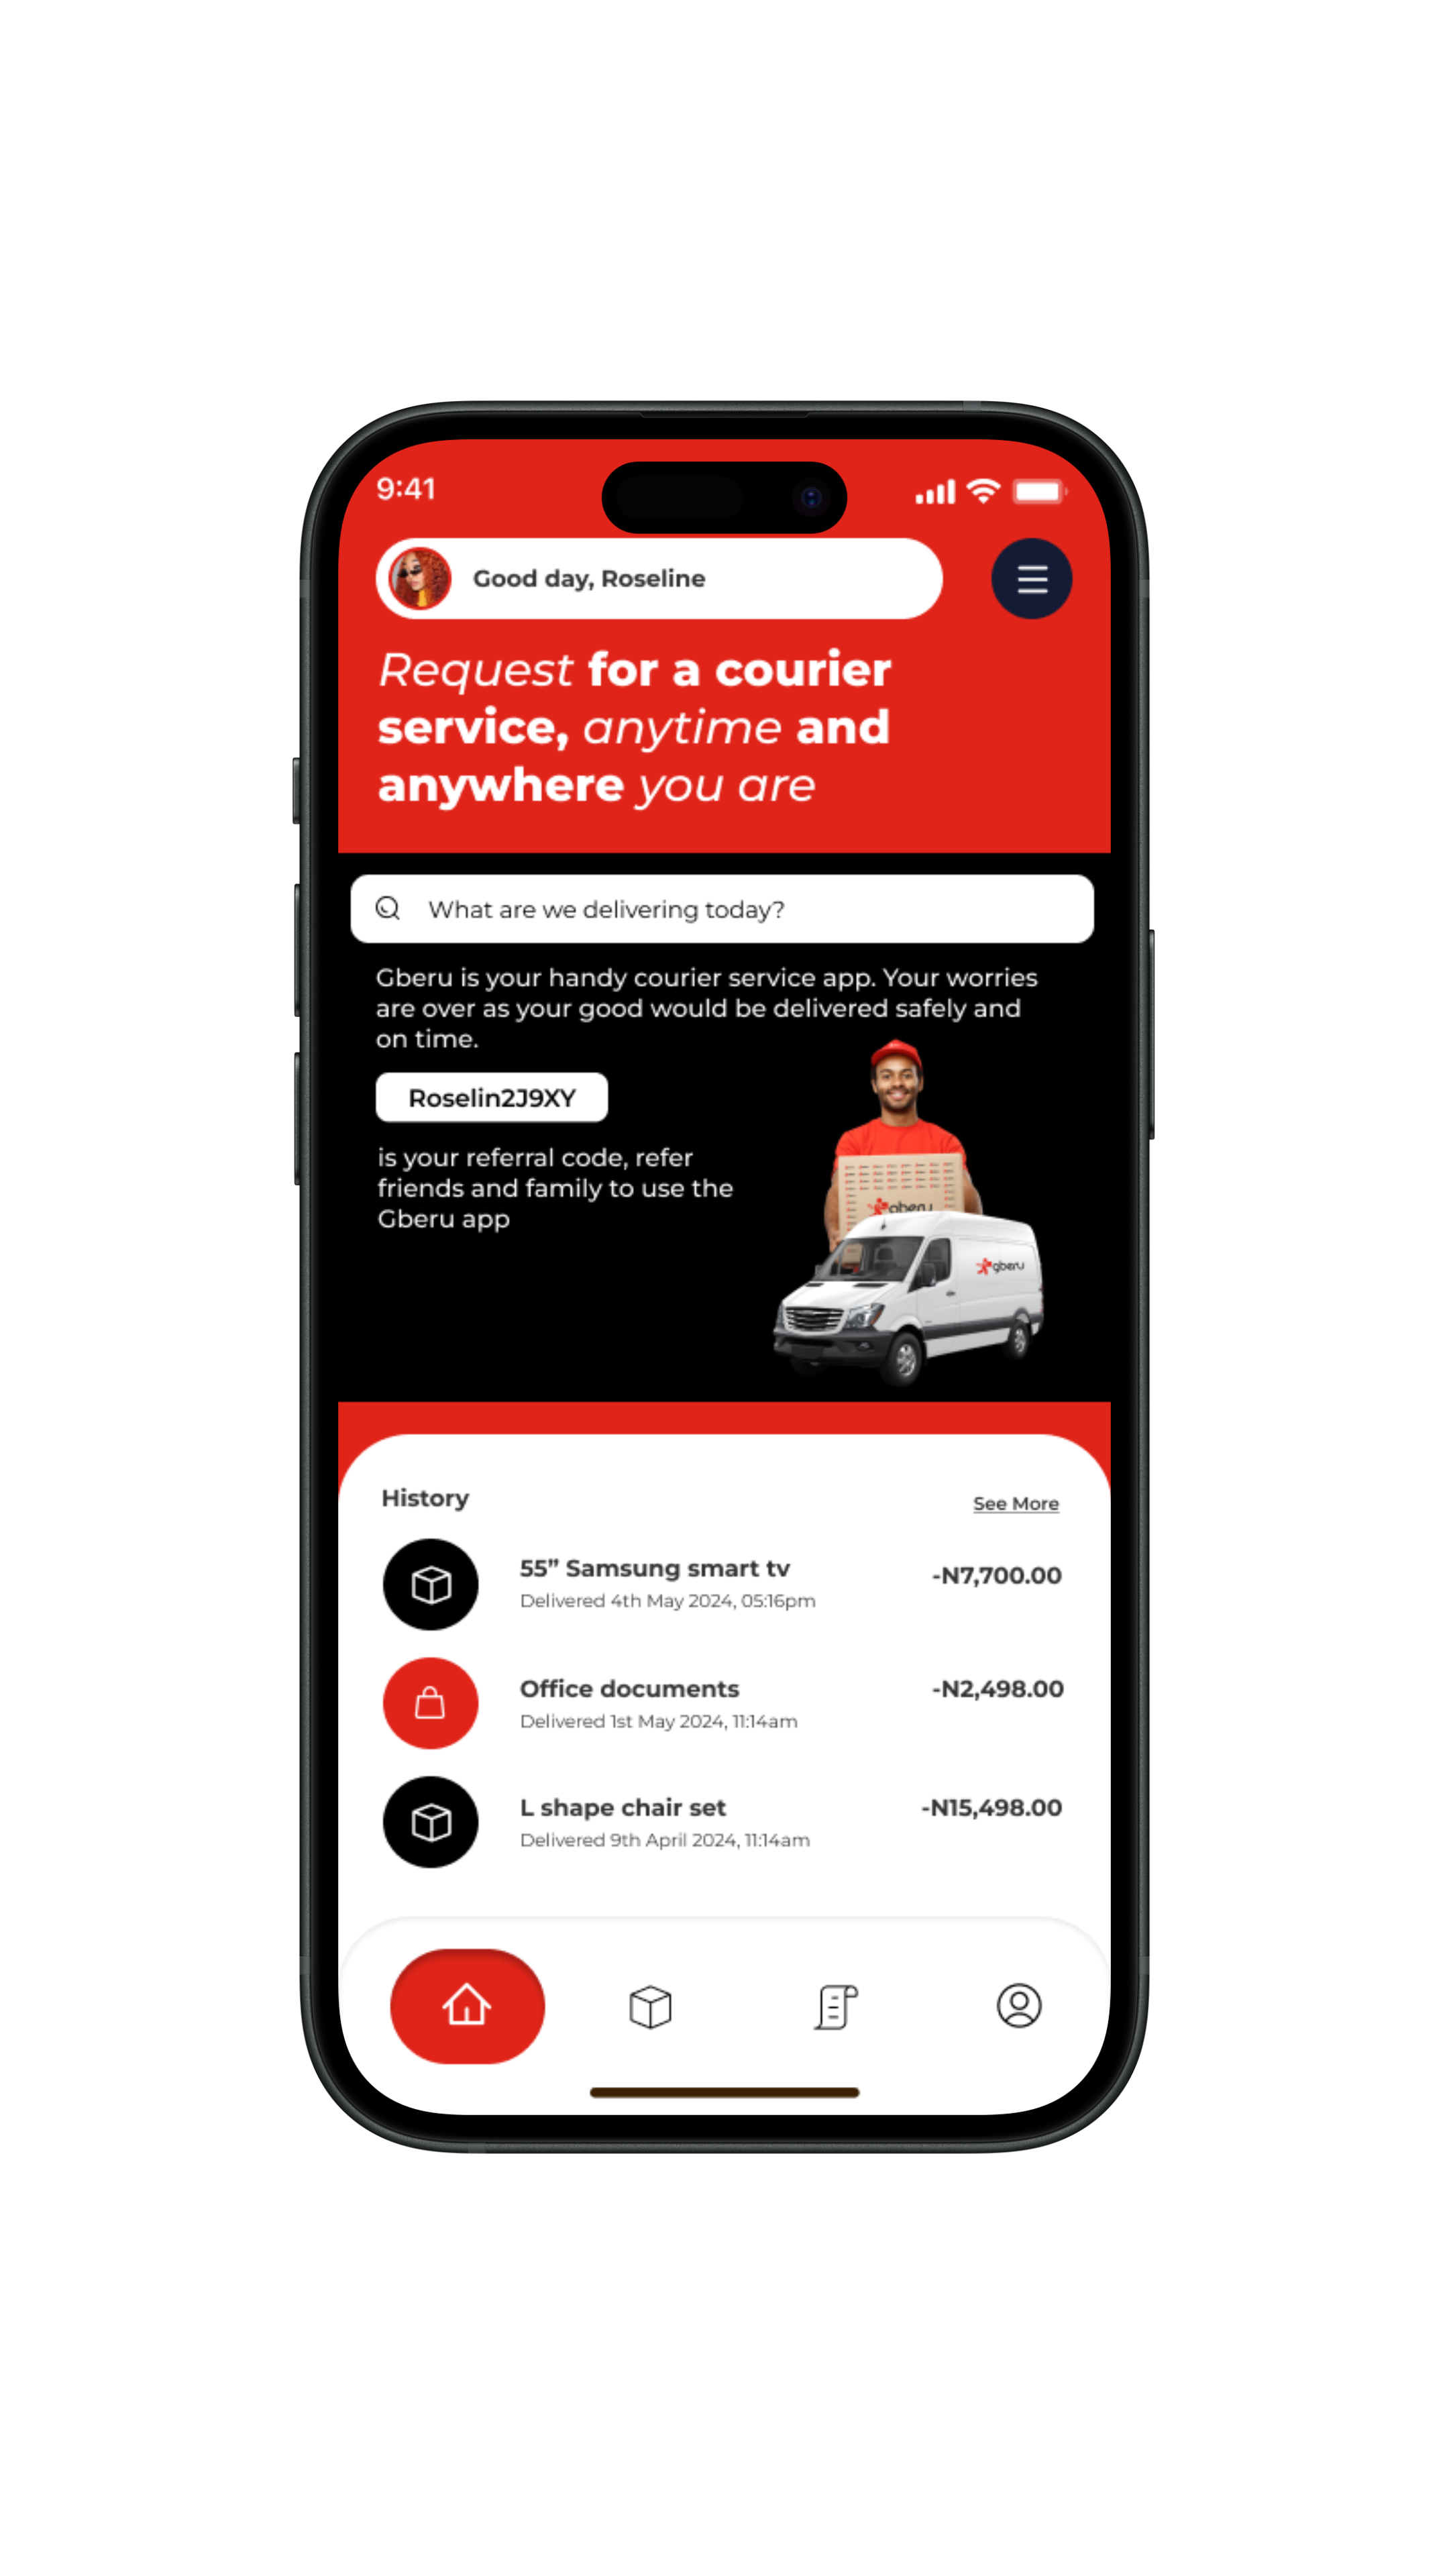 9:41
Good day, Roseline
Request for a courier
service, anytime and
anywhere you are
What are we delivering today?
Gberu is your handy courier service app. Your worries
are over as your good would be delivered safely and
on time.
Roselin2J9XY
is your referral code, refer
friends and family to use the
Gberu app
gberu
gberu
History
See More
55” Samsung smart tv
-N7,700.00
Delivered 4th May 2024, 05:16pm
Office documents
-N2,498.00
Delivered 1st May 2024, 11:14am
L shape chair set
-N15,498.00
Delivered 9th April 2024, 11:14am